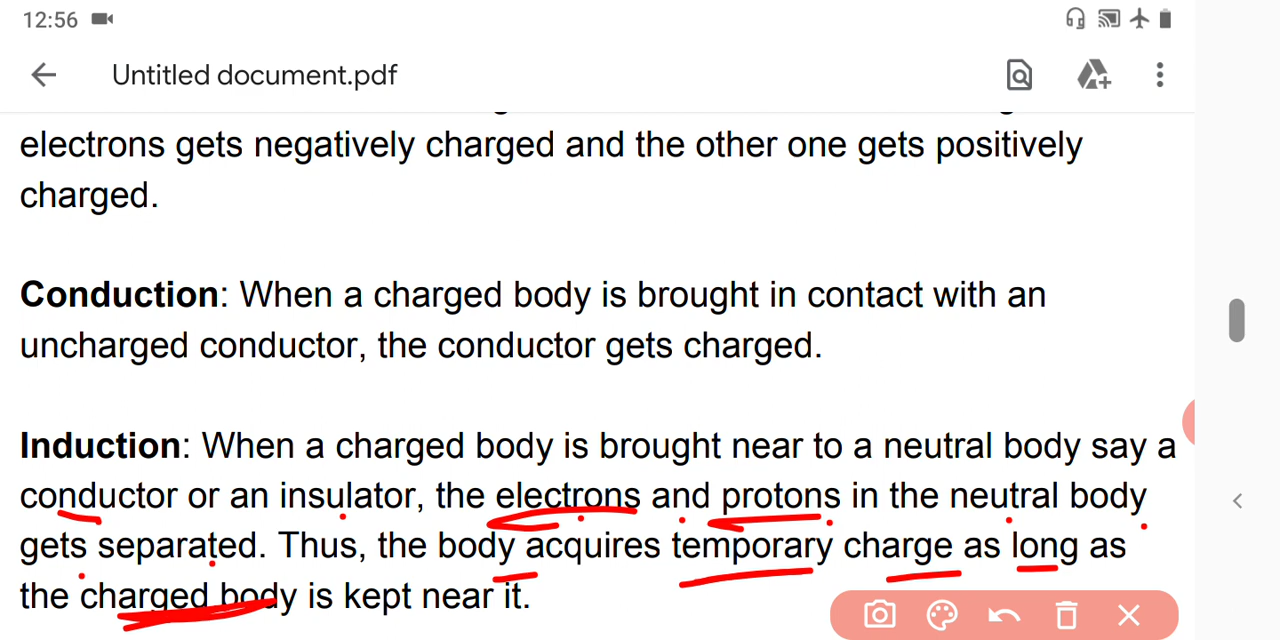 12:56
Untitled document.pdf
electrons gets negatively charged and the other one gets positively
charged.
Conduction: When a charged body is brought in contact with an
uncharged conductor, the conductor gets charged.
Induction: When a charged body is brought near to a neutral body say a
conductor or an insulator, the electrons and protons in the neutral body
gets separated. Thus, the body acquires temporary charge as long as
the charged body is kept near it.